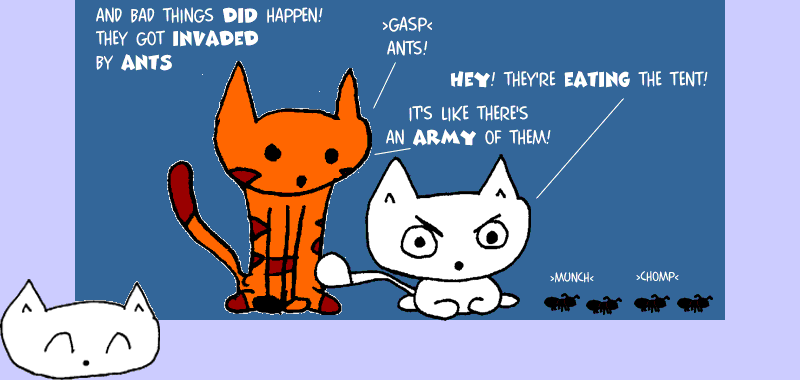 AND BAD THINGS DID HAPPEN!
THEY GOT INVADED
BY ANTS
>GASP<
ANTS!
HEY! THEY'RE EATING THE TENT!
IT'S LIKE THERE'S
AN ARMY OF THEM!
>MUNCH<
>CHOMP<